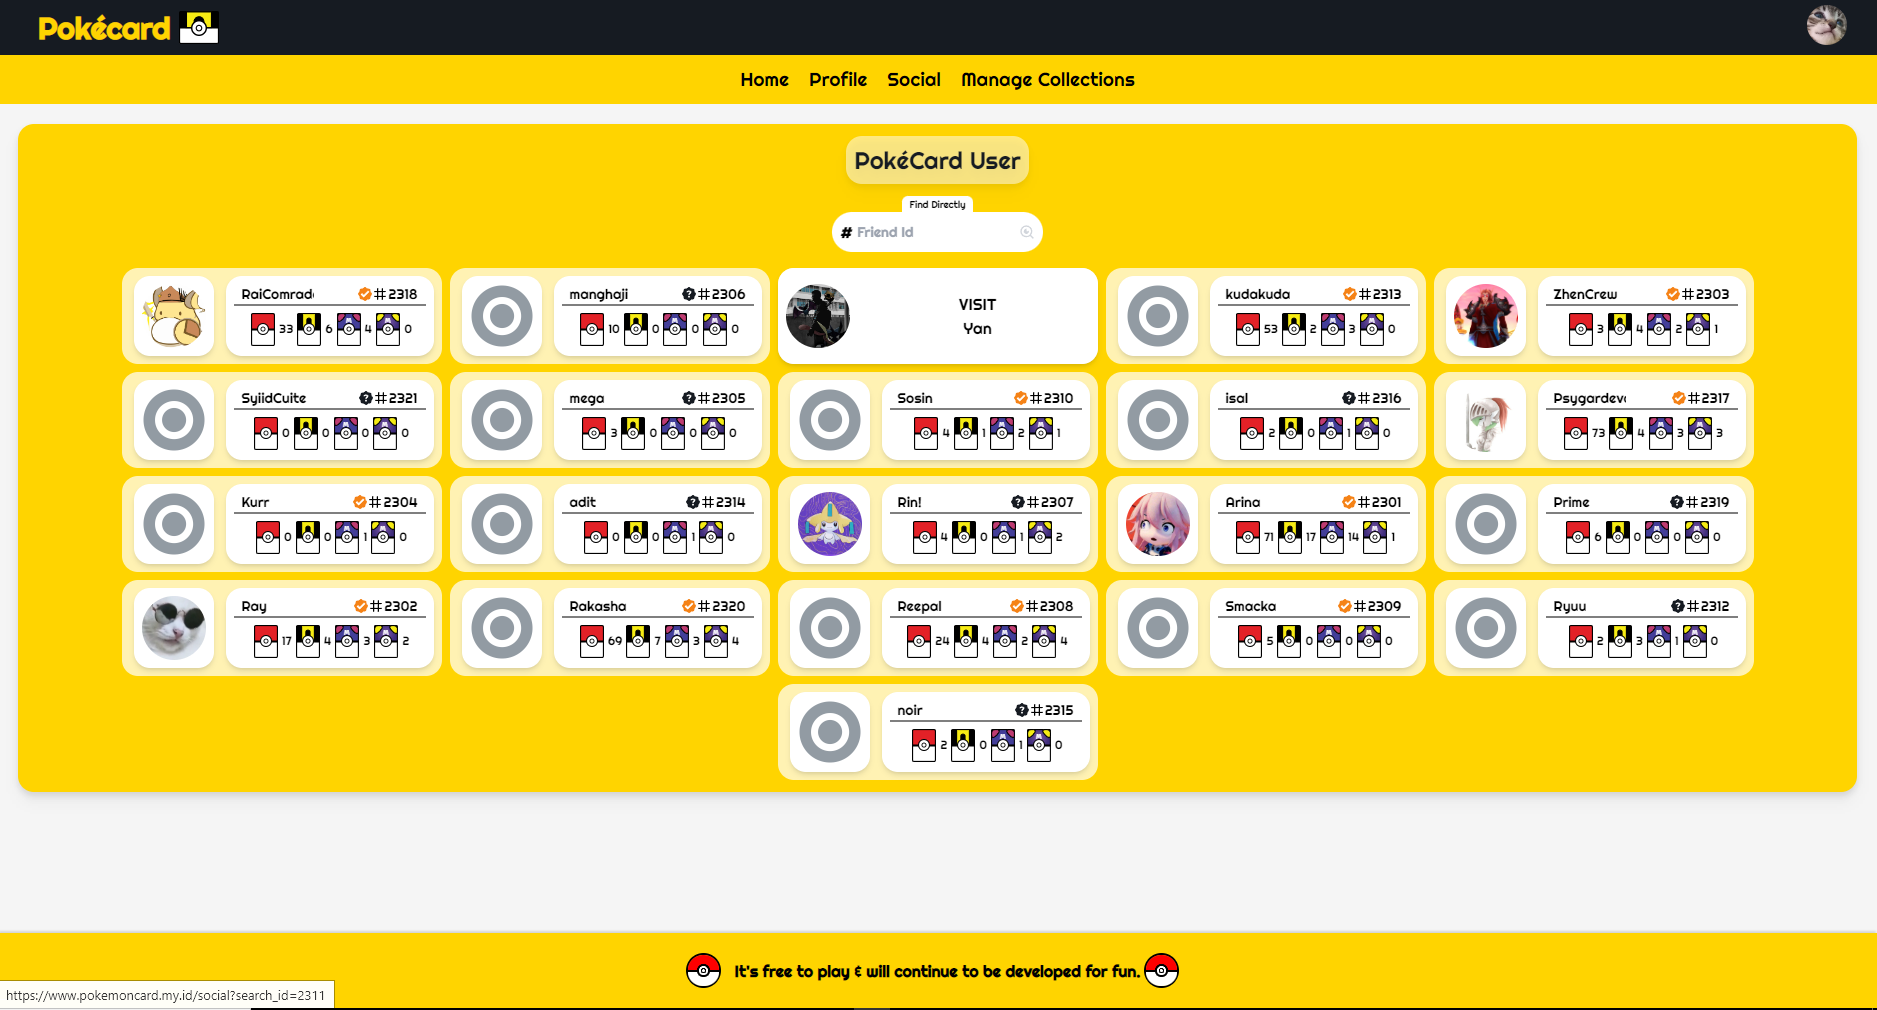 Pokécard
Home Profile Social Manage Collections
PokéCard User
Find Directly
# Friend Id
RaiComrad #2318
33 6 4 0
manghaji #2306
10 0 0 0
VISIT
Yan
kudakuda #2313
53 2 3 0
ZhenCrew #2303
3 4 2 1
SyiidCuite #2321
0 0 0 0
mega #2305
3 0 0 0
Sosin #2310
4 1 2 1
isal #2316
2 0 1 0
Psygardev #2317
73 4 3 3
Kurr #2304
0 0 1 0
adit #2314
0 0 1 0
Rin! #2307
4 0 1 2
Arina #2301
71 17 14 1
Prime #2319
6 0 0 0
Ray #2302
17 4 3 2
Rakasha #2320
69 7 3 4
Reepal #2308
24 4 2 4
Smacka #2309
5 0 0 0
Ryuu #2312
2 3 1 0
noir #2315
2 0 1 0
It's free to play & will continue to be developed for fun.
https://www.pokemoncard.my.id/social?search_id=2311